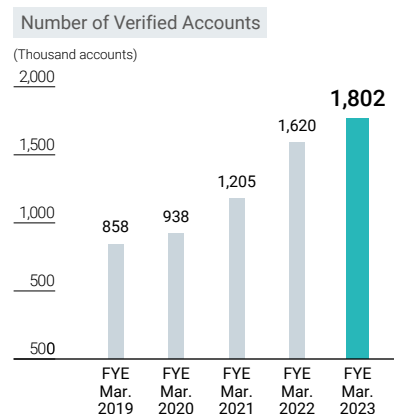 Number of Verified Accounts
(Thousand accounts)
2,000
1,802
1,620
1,500
1,205
1,000
938
858
500
500
FYE FYE FYE FYE FYE
Mar. Mar. Mar. Mar. Mar.
2019 2020 2021 2022 2023